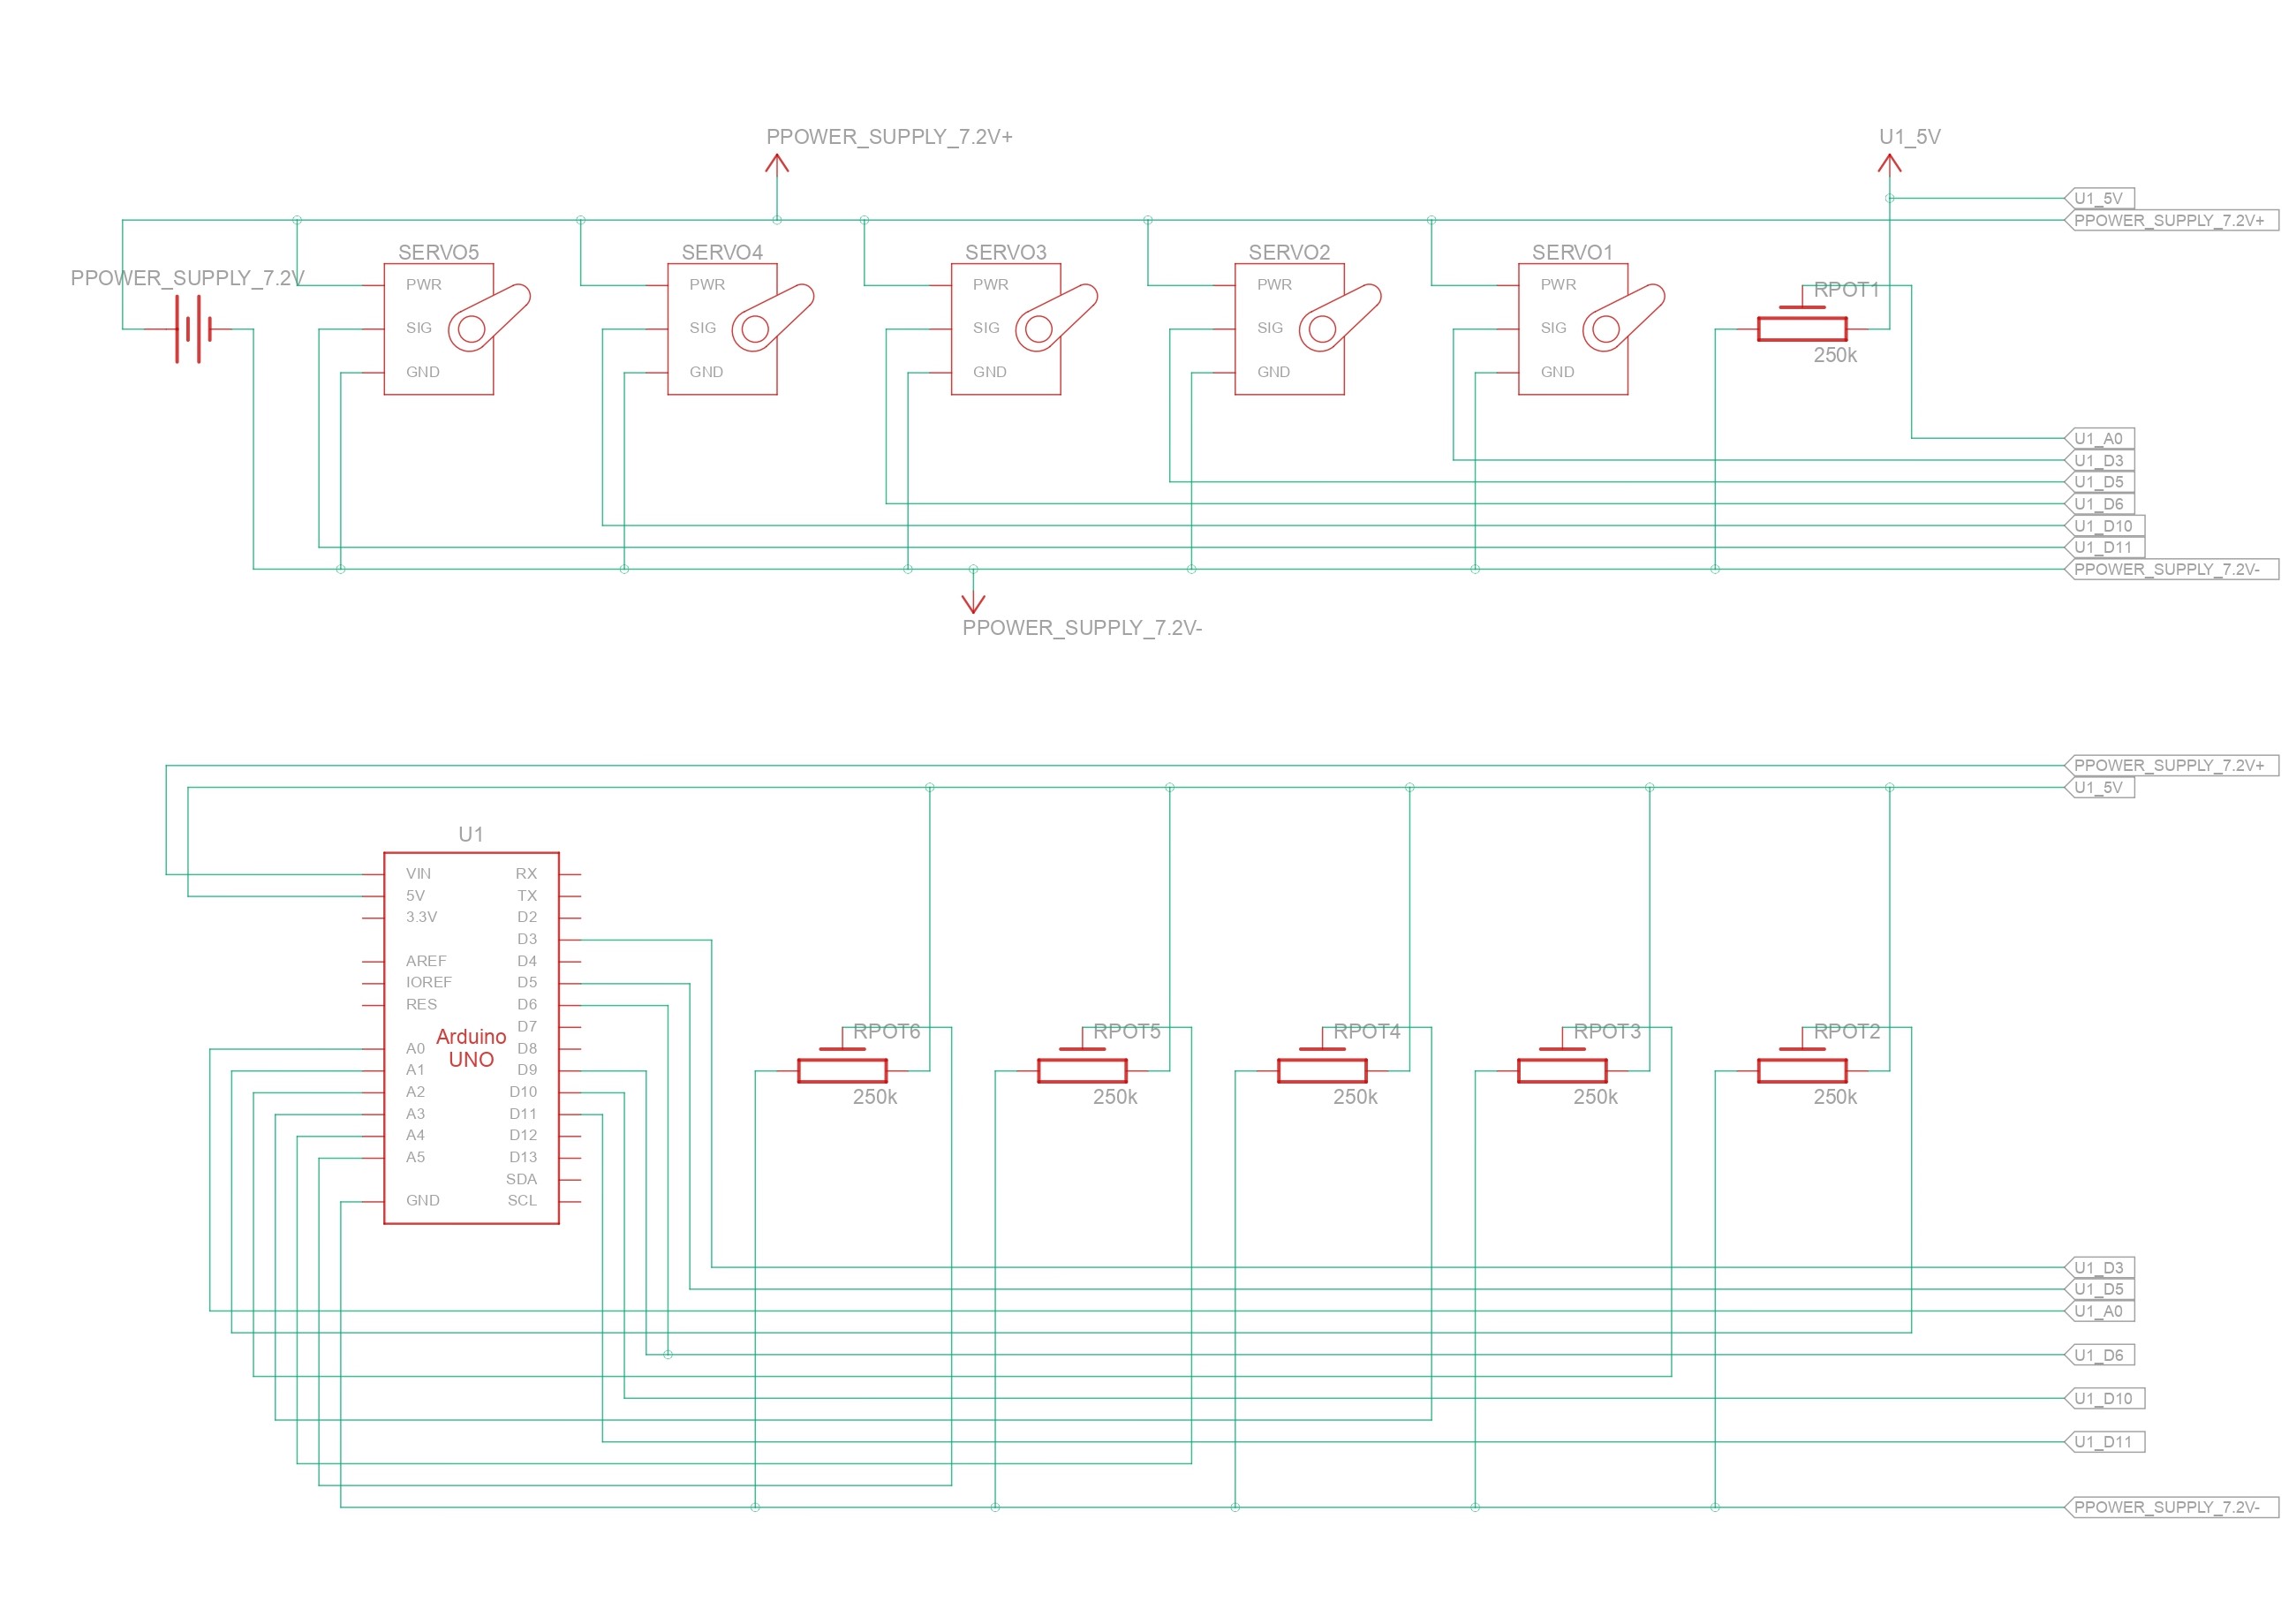 PPOWER_SUPPLY_7.2V+
U1_5V
U1_5V
PPOWER_SUPPLY_7.2V+
PPOWER_SUPPLY_7.2V
SERVO5
PWR
SIG
GND
SERVO4
PWR
SIG
GND
SERVO3
PWR
SIG
GND
SERVO2
PWR
SIG
GND
SERVO1
PWR
SIG
GND
RPOT1
250k
U1_A0
U1_D3
U1_D5
U1_D6
U1_D10
U1_D11
PPOWER_SUPPLY_7.2V-
PPOWER_SUPPLY_7.2V-
PPOWER_SUPPLY_7.2V+
U1_5V
U1
VIN
5V
3.3V
AREF
IOREF
RES
A0
A1
A2
A3
A4
A5
GND
Arduino
UNO
RX
TX
D2
D3
D4
D5
D6
D7
D8
D9
D10
D11
D12
D13
SDA
SCL
RPOT6
250k
RPOT5
250k
RPOT4
250k
RPOT3
250k
RPOT2
250k
U1_D3
U1_D5
U1_A0
U1_D6
U1_D10
U1_D11
PPOWER_SUPPLY_7.2V-